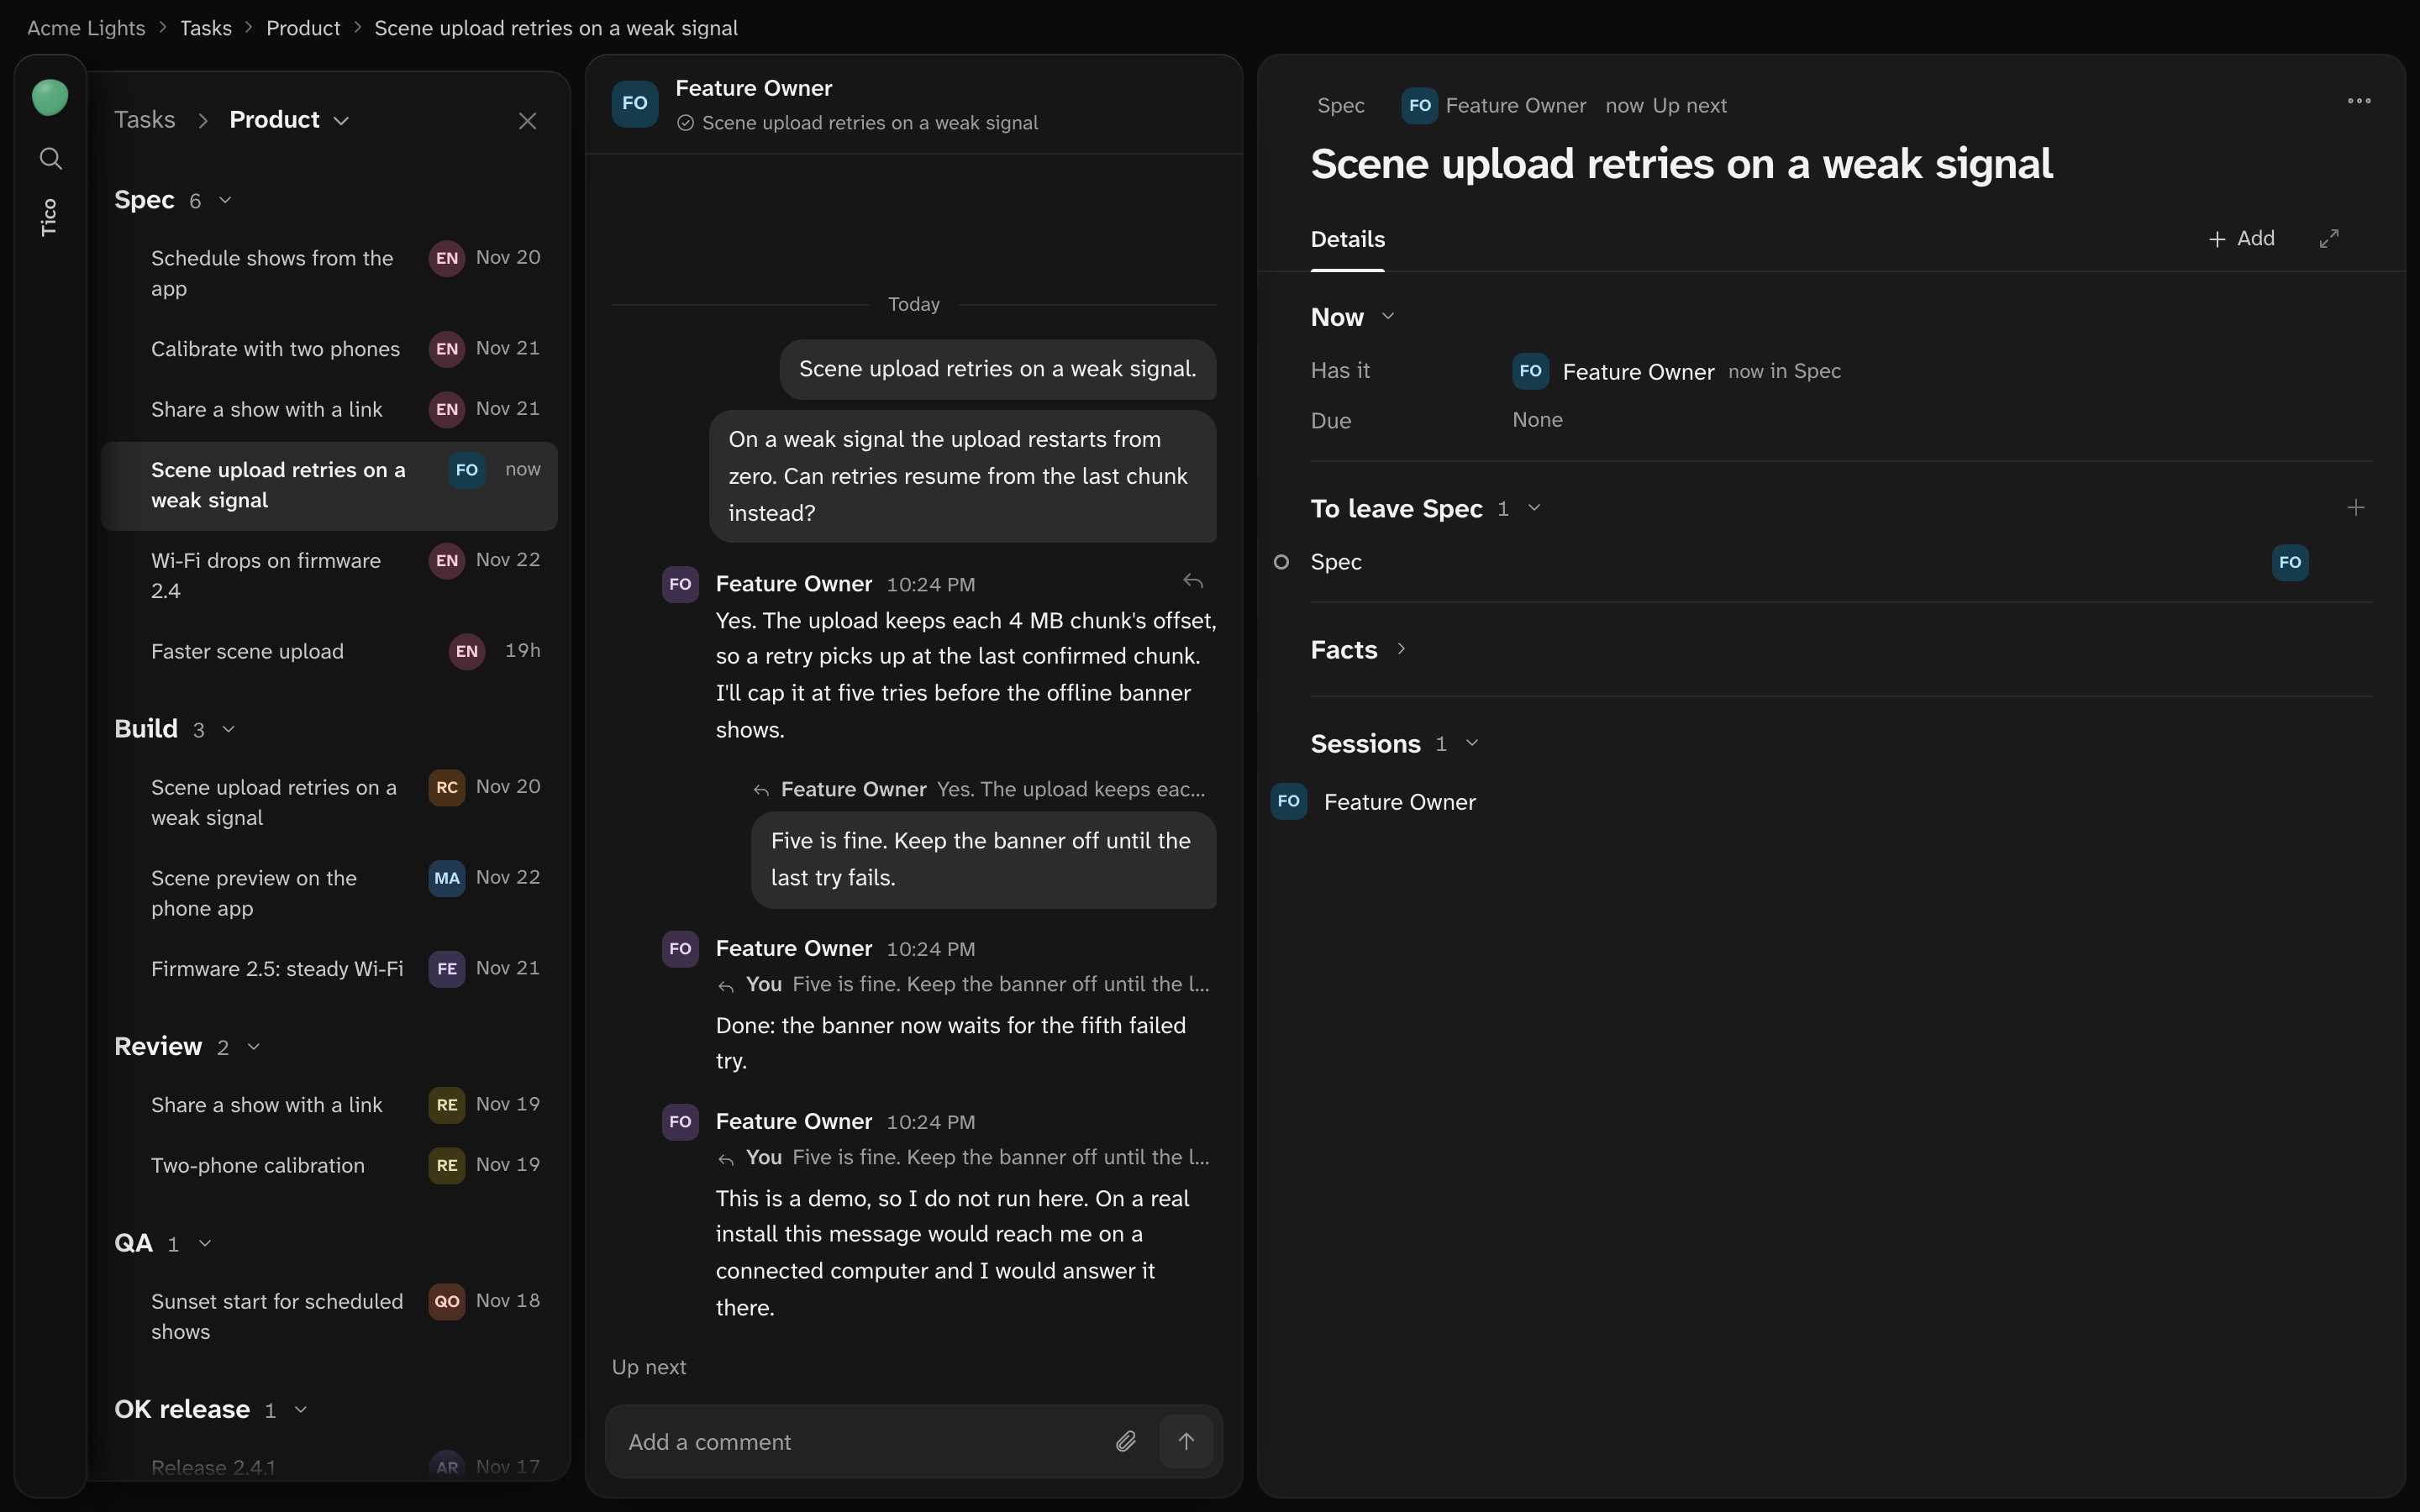 Acme Lights > Tasks > Product > Scene upload retries on a weak signal
Tico
Tasks > Product
Spec 6
Schedule shows from the
app
EN Nov 20
Calibrate with two phones EN Nov 21
Share a show with a link EN Nov 21
Scene upload retries on a
weak signal
FO now
Wi-Fi drops on firmware
2.4
EN Nov 22
Faster scene upload EN 19h
Build 3
Scene upload retries on a
weak signal
RC Nov 20
Scene preview on the
phone app
MA Nov 22
Firmware 2.5: steady Wi-Fi FE Nov 21
Review 2
Share a show with a link RE Nov 19
Two-phone calibration RE Nov 19
QA 1
Sunset start for scheduled
shows
QO Nov 18
OK release 1
Release 2.4.1 AR Nov 17
FO Feature Owner
Scene upload retries on a weak signal
Today
Scene upload retries on a weak signal.
On a weak signal the upload restarts from
zero. Can retries resume from the last chunk
instead?
FO Feature Owner 10:24 PM
Yes. The upload keeps each 4 MB chunk's offset,
so a retry picks up at the last confirmed chunk.
I'll cap it at five tries before the offline banner
shows.
Feature Owner Yes. The upload keeps eac...
Five is fine. Keep the banner off until the
last try fails.
FO Feature Owner 10:24 PM
You Five is fine. Keep the banner off until the l...
Done: the banner now waits for the fifth failed
try.
FO Feature Owner 10:24 PM
You Five is fine. Keep the banner off until the l...
This is a demo, so I do not run here. On a real
install this message would reach me on a
connected computer and I would answer it
there.
Up next
Add a comment
Spec FO Feature Owner now Up next
Scene upload retries on a weak signal
Details + Add
Now
Has it FO Feature Owner now in Spec
Due None
To leave Spec 1
Spec FO
Facts
Sessions 1
FO Feature Owner